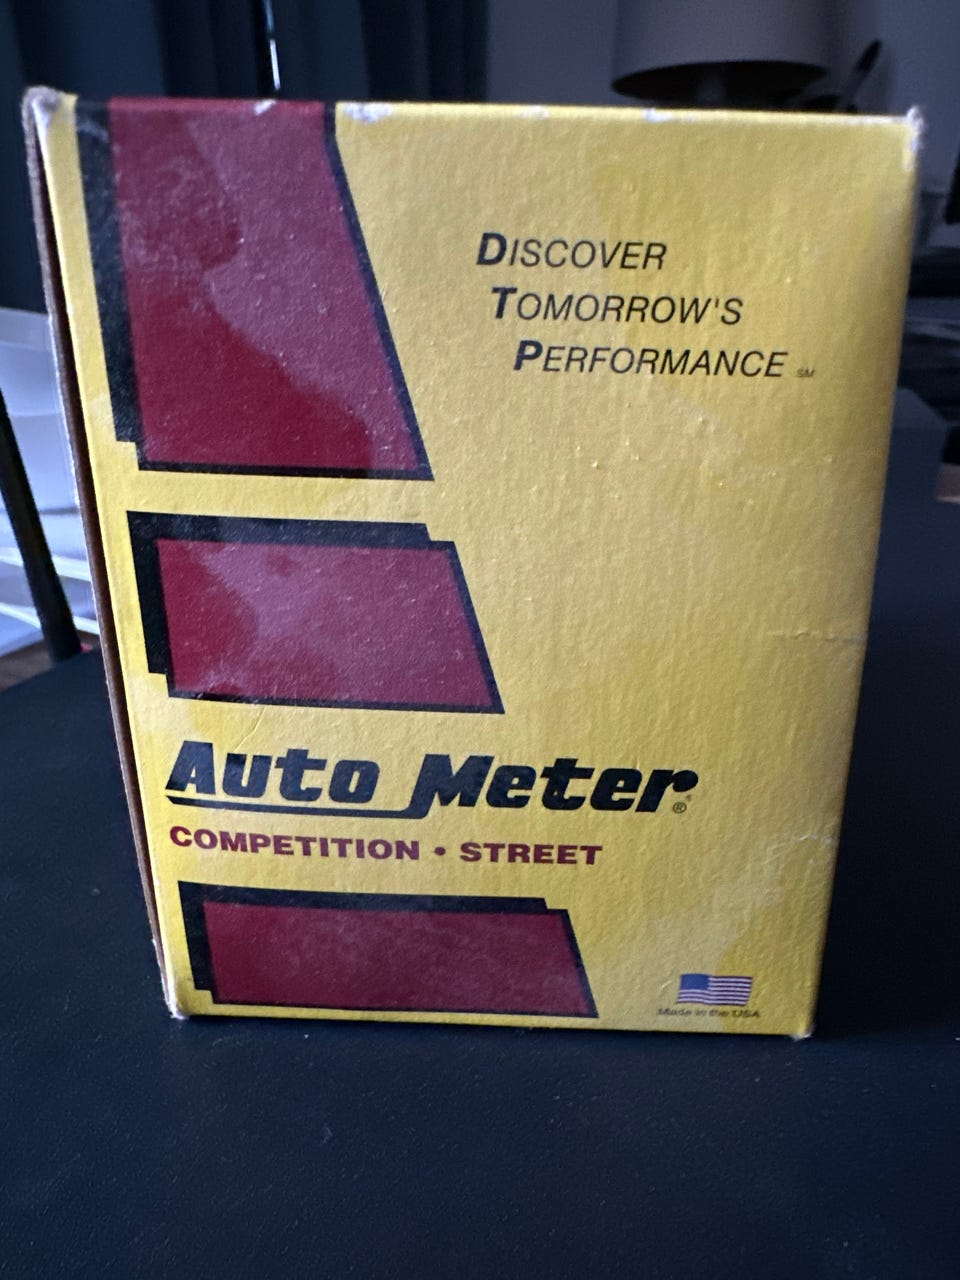 DISCOVER
TOMORROW'S
PERFORMANCE SM
Auto Meter®
COMPETITION • STREET
Made in the USA